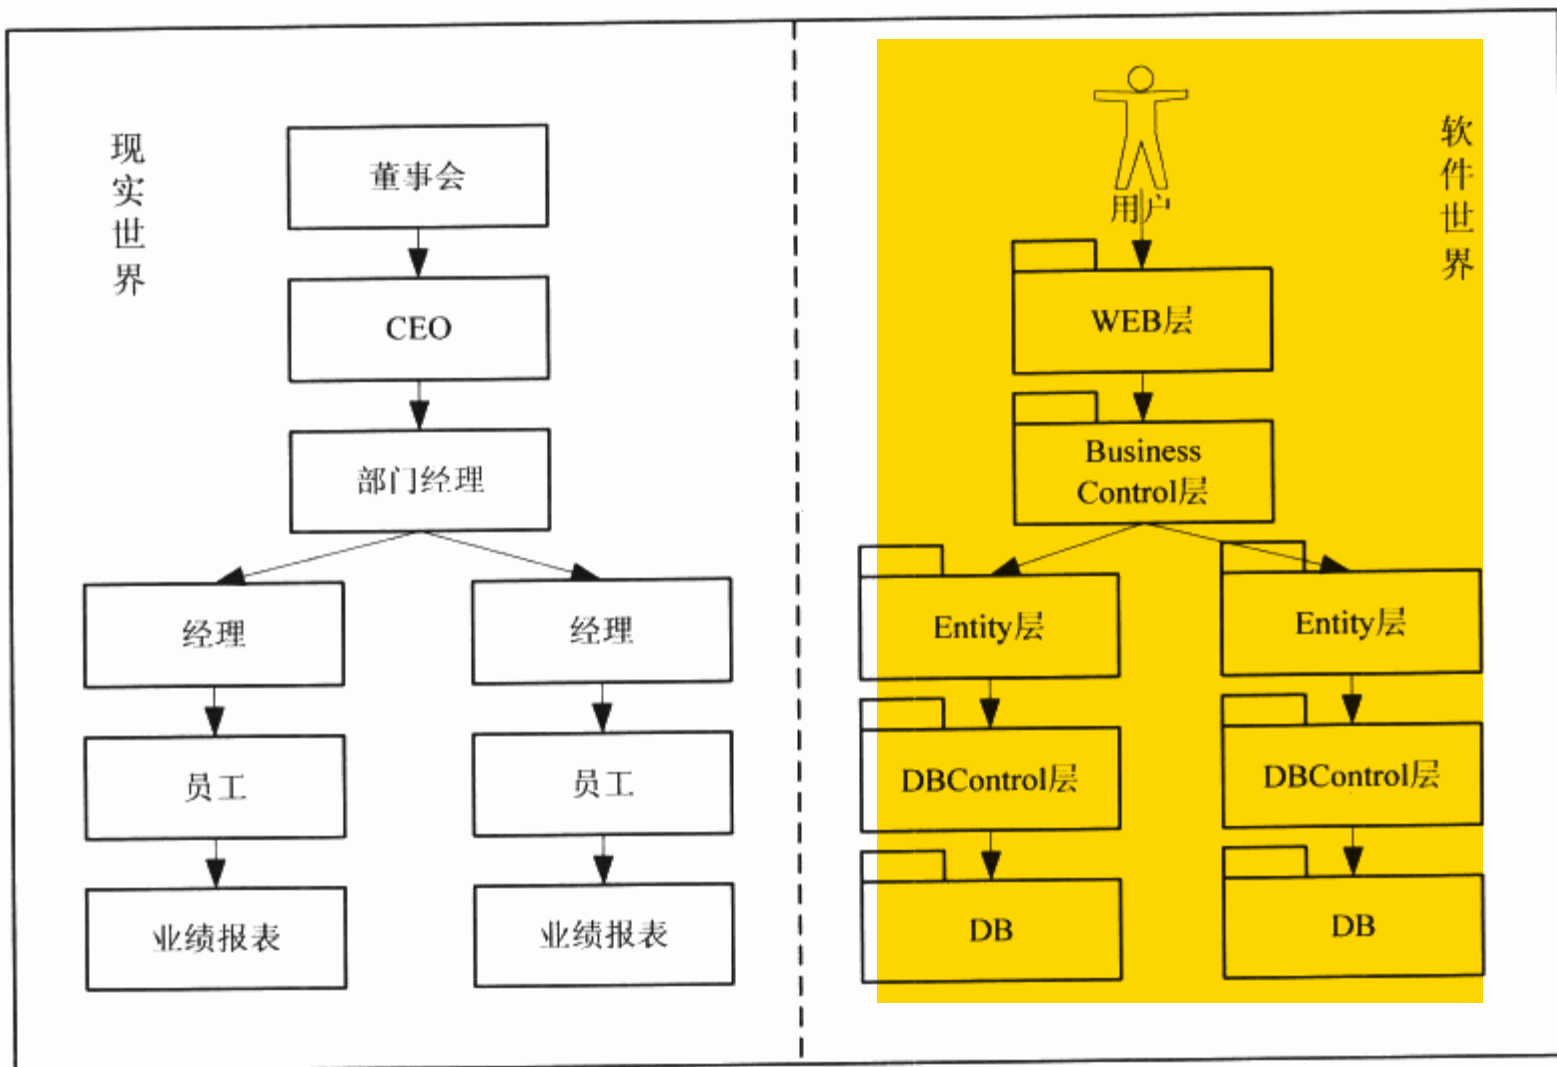 现实世界
董事会
CEO
部门经理
经理
经理
员工
员工
业绩报表
业绩报表
软件世界
用户
WEB层
Business
Control层
Entity层
Entity层
DBControl层
DBControl层
DB
DB